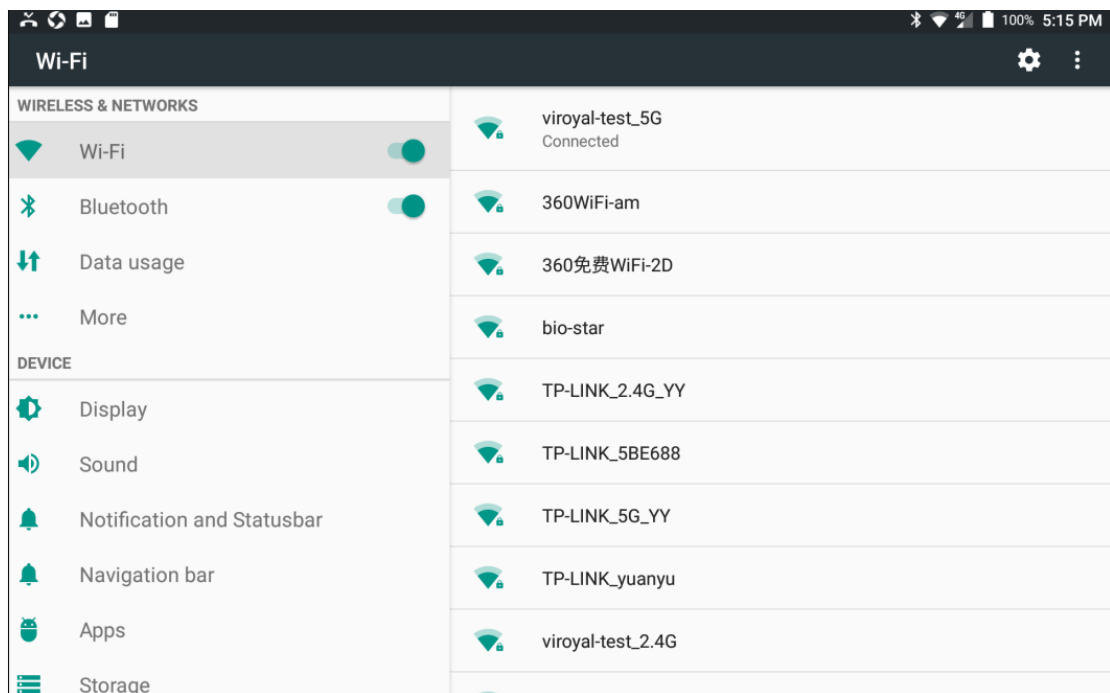 4G 100% 5:15 PM
Wi-Fi
WIRELESS & NETWORKS
Wi-Fi
Bluetooth
Data usage
More
DEVICE
Display
Sound
Notification and Statusbar
Navigation bar
Apps
Storage
viroyal-test_5G
Connected
360WiFi-am
360免费WiFi-2D
bio-star
TP-LINK_2.4G_YY
TP-LINK_5BE688
TP-LINK_5G_YY
TP-LINK_yuanyu
viroyal-test_2.4G